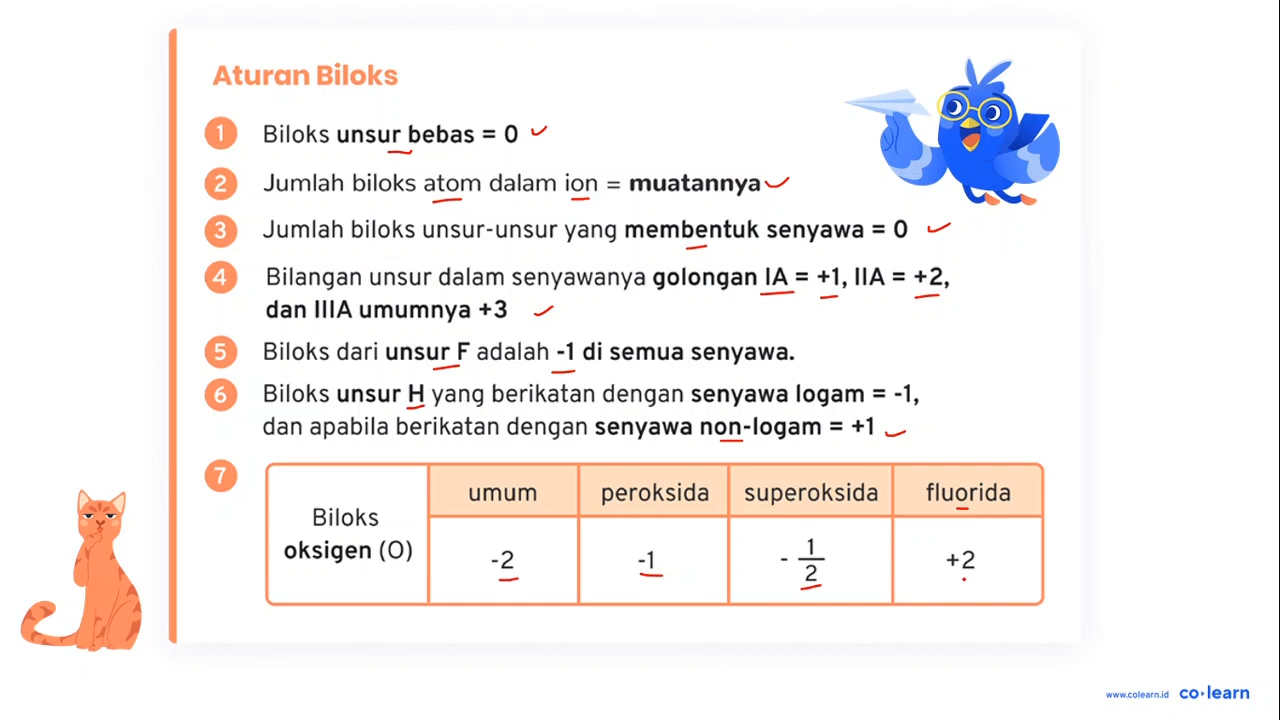 Aturan Biloks
1 Biloks unsur bebas = 0
2 Jumlah biloks atom dalam ion = muatannya
3 Jumlah biloks unsur-unsur yang membentuk senyawa = 0
4 Bilangan unsur dalam senyawanya golongan IA = +1, IIA = +2,
dan IIIA umumnya +3
5 Biloks dari unsur F adalah -1 di semua senyawa.
6 Biloks unsur H yang berikatan dengan senyawa logam = -1,
dan apabila berikatan dengan senyawa non-logam = +1
7
Biloks
oksigen (O)
umum peroksida superoksida fluorida
-2 -1 -1/2 +2
www.colearn.id co learn